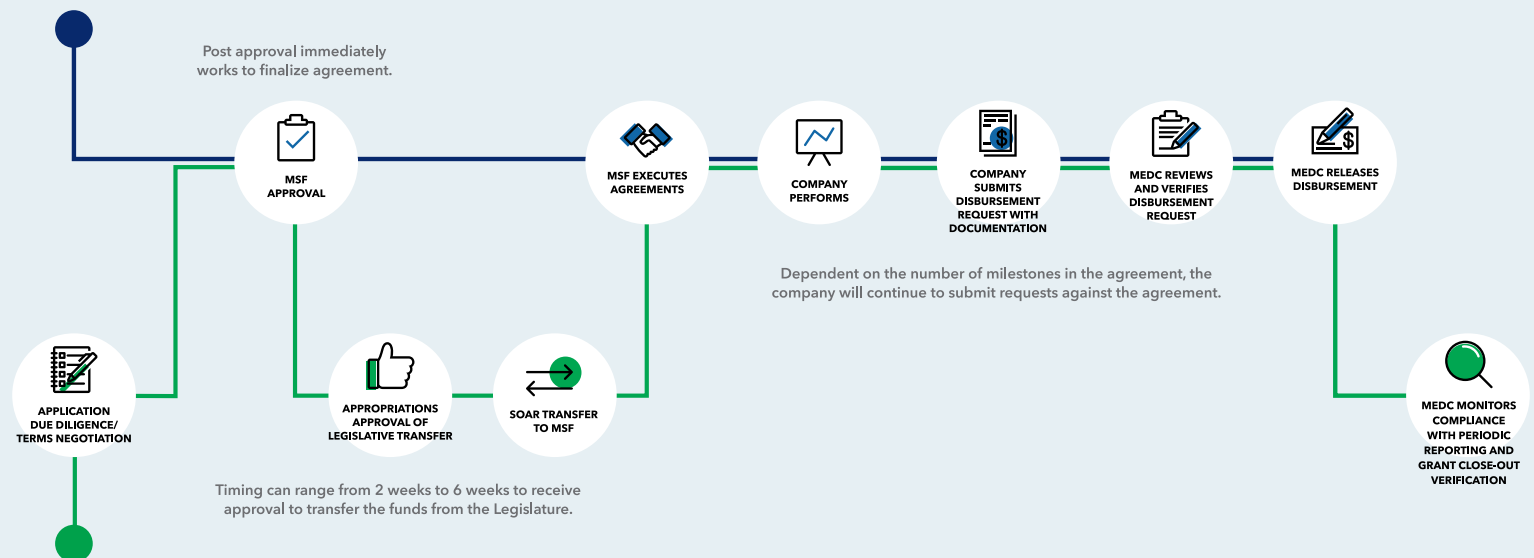 Post approval immediately
works to finalize agreement.
MSF
APPROVAL
MSF EXECUTES
AGREEMENTS
COMPANY
PERFORMS
COMPANY
SUBMITS
DISBURSEMENT
REQUEST WITH
DOCUMENTATION
$
MEDC REVIEWS
AND VERIFIES
DISBURSEMENT
REQUEST
$
MEDC RELEASES
DISBURSEMENT
Dependent on the number of milestones in the agreement, the
company will continue to submit requests against the agreement.
APPLICATION
DUE DILIGENCE/
TERMS NEGOTIATION
APPROPRIATIONS
APPROVAL OF
LEGISLATIVE TRANSFER
SOAR TRANSFER
TO MSF
MEDC MONITORS
COMPLIANCE
WITH PERIODIC
REPORTING AND
GRANT CLOSE-OUT
VERIFICATION
Timing can range from 2 weeks to 6 weeks to receive
approval to transfer the funds from the Legislature.